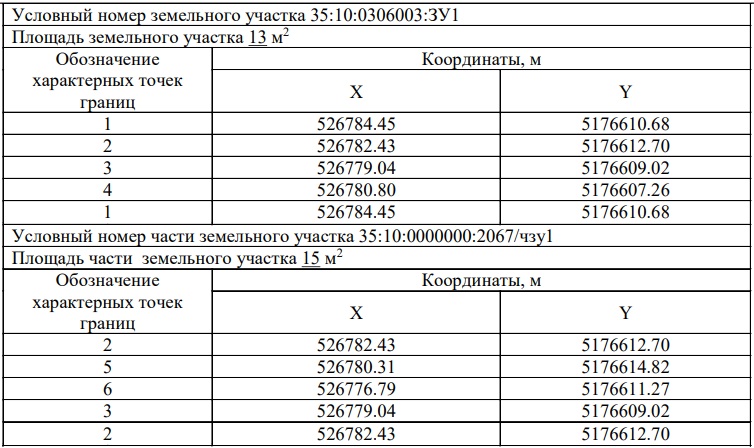 Условный номер земельного участка 35:10:0306003:ЗУ1
Площадь земельного участка 13 м²
Обозначение характерных точек границ
Координаты, м
X Y
1 526784.45 5176610.68
2 526782.43 5176612.70
3 526779.04 5176609.02
4 526780.80 5176607.26
1 526784.45 5176610.68
Условный номер части земельного участка 35:10:0000000:2067/чзу1
Площадь части земельного участка 15 м²
Обозначение характерных точек границ
Координаты, м
X Y
2 526782.43 5176612.70
5 526780.31 5176614.82
6 526776.79 5176611.27
3 526779.04 5176609.02
2 526782.43 5176612.70